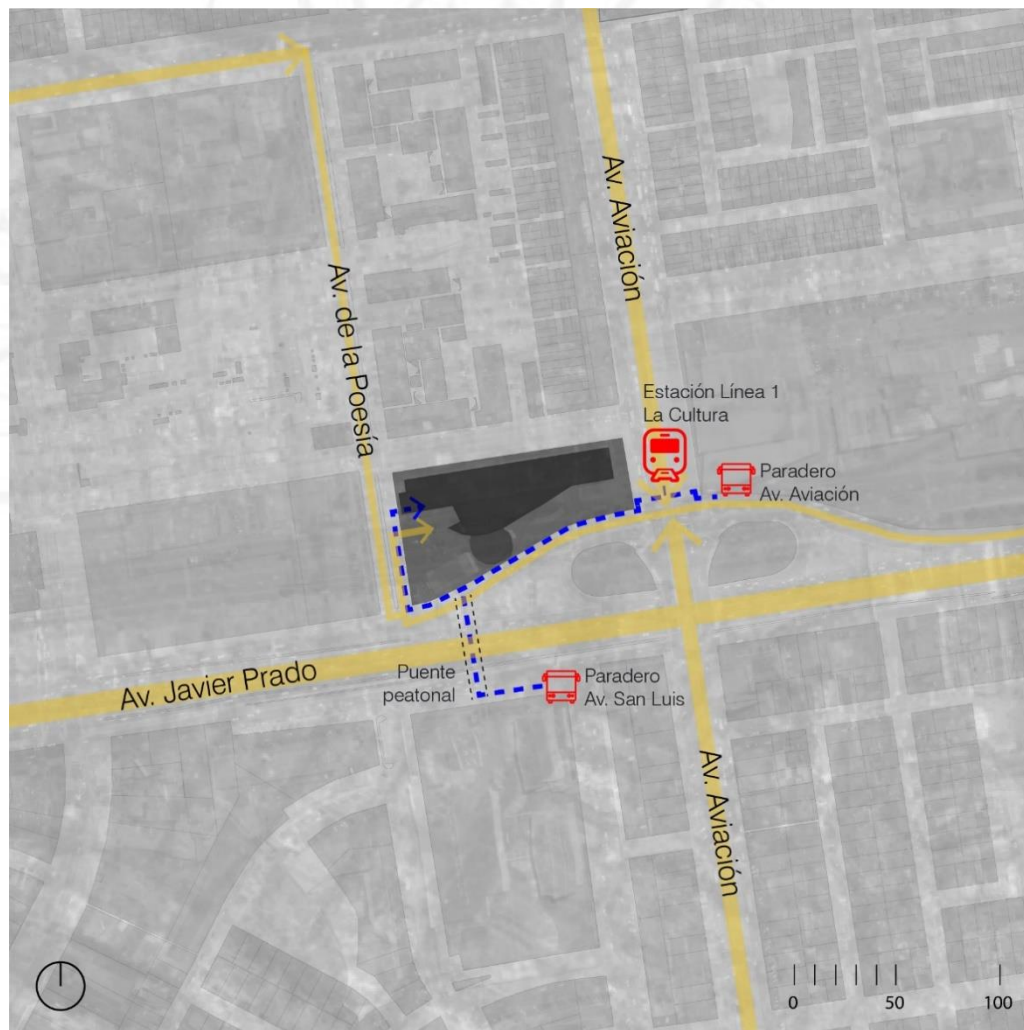 Av. Aviación
Av. de la Poesía
Estación Línea 1
La Cultura
Paradero
Av. Aviación
Av. Javier Prado
Puente
peatonal
Paradero
Av. San Luis
Av. Aviación
0 50 100